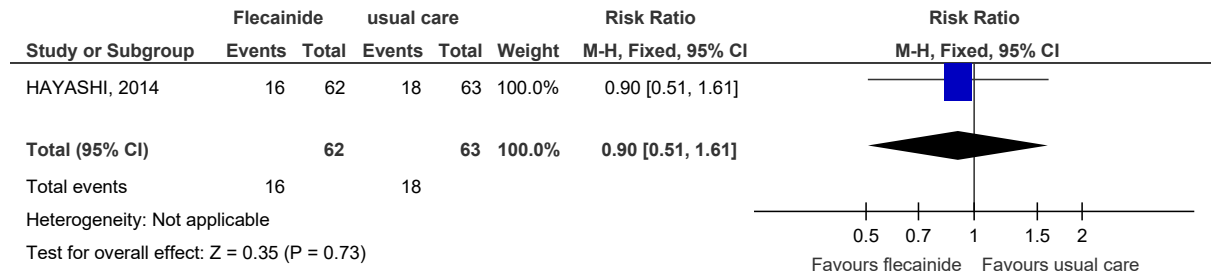 Flecainide usual care Risk Ratio Risk Ratio
Study or Subgroup Events Total Events Total Weight M-H, Fixed, 95% CI M-H, Fixed, 95% CI
HAYASHI, 2014 16 62 18 63 100.0% 0.90 [0.51, 1.61]
Total (95% CI) 62 63 100.0% 0.90 [0.51, 1.61]
Total events 16 18
Heterogeneity: Not applicable
Test for overall effect: Z = 0.35 (P = 0.73)
0.5 0.7 1 1.5 2
Favours flecainide Favours usual care